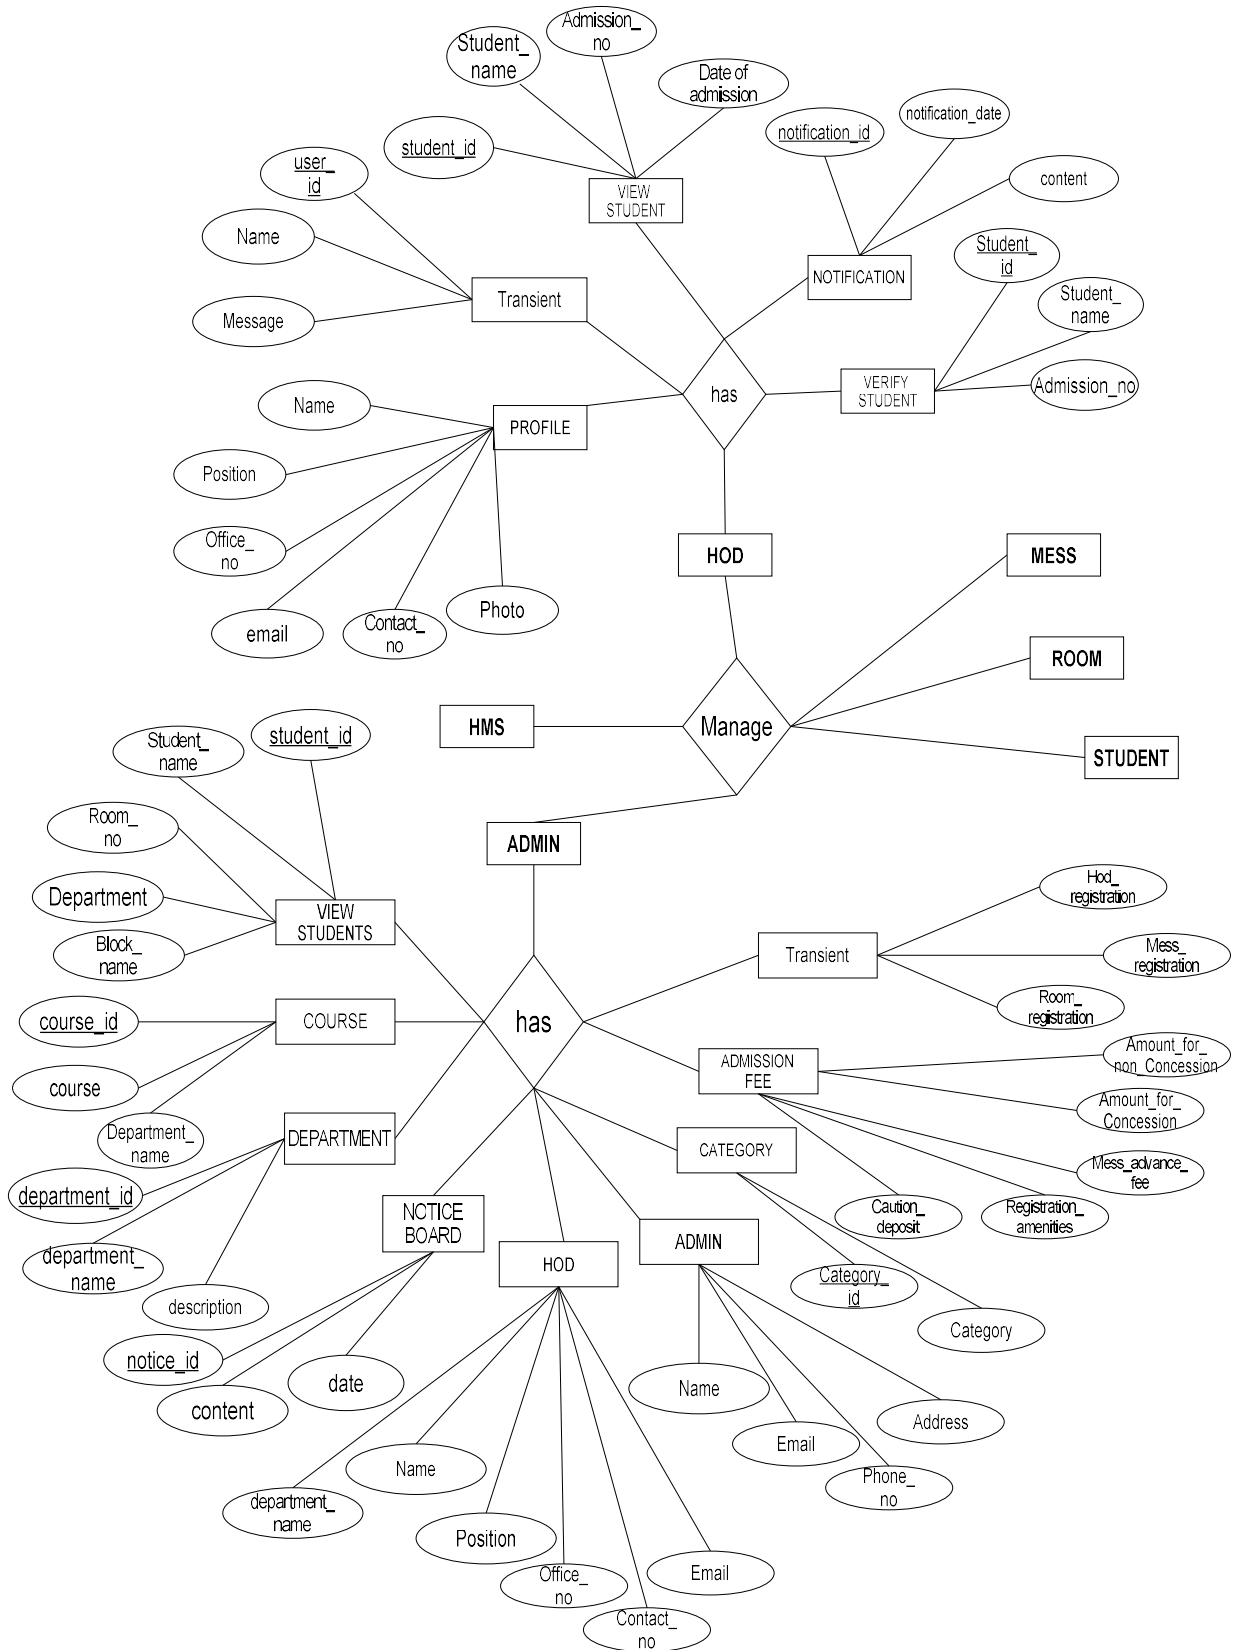 Admission_
no
Student_
name
Date of
admission
notification_id
notification_date
student_id
user_
id
VIEW
STUDENT
content
Name
Student_
id
Transient
NOTIFICATION
Message
Student_
name
has
VERIFY
STUDENT
Admission_no
Name
PROFILE
Position
Office_
no
email
Contact_
no
Photo
HOD
MESS
ROOM
HMS
Manage
STUDENT
Student_
name
student_id
Room_
no
ADMIN
Department
VIEW
STUDENTS
Block_
name
Hod_
registration
Transient
Mess_
registration
course_id
COURSE
has
Room_
registration
course
ADMISSION
FEE
Amount_for_
non_Concession
Department_
name
DEPARTMENT
Amount_for_
Concession
CATEGORY
Mess_advance_
fee
department_id
NOTICE
BOARD
Caution_
deposit
Registration_
amenities
department_
name
HOD
ADMIN
description
Category_
id
Category
notice_id
date
content
Name
Address
Email
Name
Phone_
no
department_
name
Position
Office_
no
Email
Contact_
no